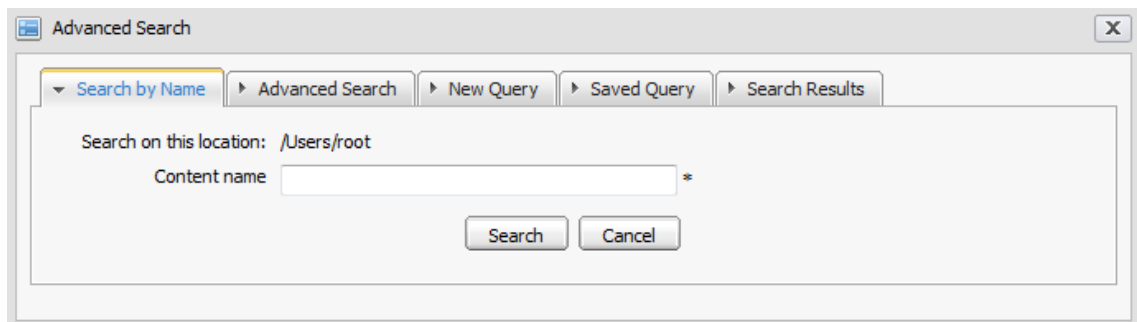 Advanced Search
X
Search by Name Advanced Search New Query Saved Query Search Results
Search on this location: /Users/root
Content name *
Search Cancel